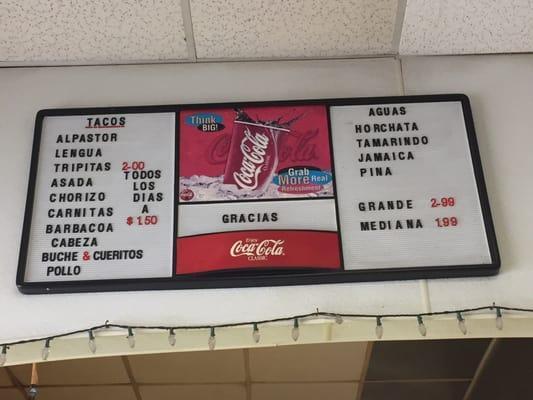 TACOS
ALPASTOR
LENGUA
TRIPITAS 2-00
ASADA TODOS
CHORIZO LOS
CARNITAS DIAS
BARBACOA A
CABEZA $ 1.50
BUCHE & CUERITOS
POLLO
Think
BIG!
Coca-Cola
classic
Grab
More Real
Refreshment
GRACIAS
Enjoy
Coca-Cola
CLASSIC
AGUAS
HORCHATA
TAMARINDO
JAMAICA
PINA
GRANDE 2-99
MEDIANA 1.99